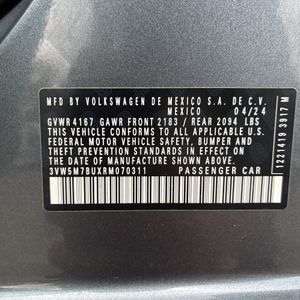 MFD BY VOLKSWAGEN DE MEXICO S.A. DE C.V.
MEXICO 04/24
GVWR 4167 GAWR FRONT 2183 / REAR 2094 LBS
THIS VEHICLE CONFORMS TO ALL APPLICABLE U.S.
FEDERAL MOTOR VEHICLE SAFETY, BUMPER AND
THEFT PREVENTION STANDARDS IN EFFECT ON THE
DATE OF MANUFACTURE SHOWN ABOVE.
3VW5M7BUXRM070311 PASSENGER CAR
1221419 3917 M